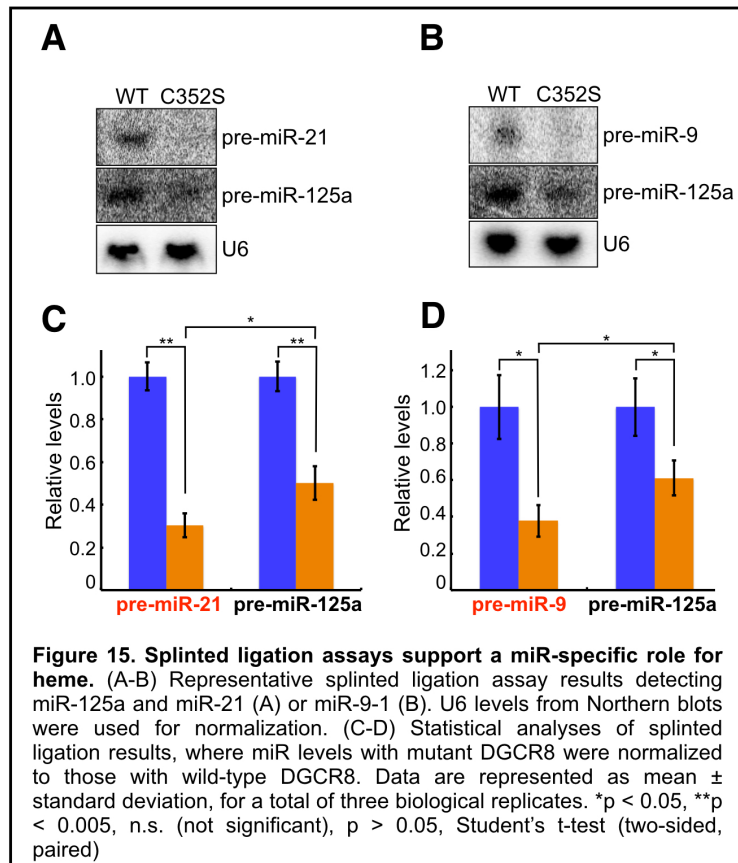 A
B
WT C352S
pre-miR-21
pre-miR-125a
U6
WT C352S
pre-miR-9
pre-miR-125a
U6
C
Relative levels
1.0
0.8
0.6
0.4
0.2
0
**
*
**
pre-miR-21 pre-miR-125a
D
Relative levels
1.2
1.0
0.8
0.6
0.4
0.2
0
*
*
*
pre-miR-9 pre-miR-125a
Figure 15. Splinted ligation assays support a miR-specific role for
heme. (A-B) Representative splinted ligation assay results detecting
miR-125a and miR-21 (A) or miR-9-1 (B). U6 levels from Northern blots
were used for normalization. (C-D) Statistical analyses of splinted
ligation results, where miR levels with mutant DGCR8 were normalized
to those with wild-type DGCR8. Data are represented as mean ±
standard deviation, for a total of three biological replicates. *p < 0.05, **p
< 0.005, n.s. (not significant), p > 0.05, Student's t-test (two-sided,
paired)